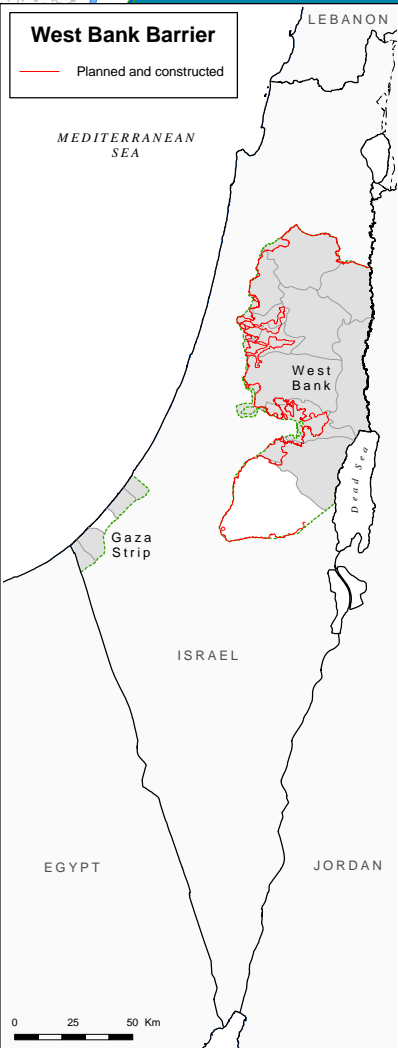 LEBANON
West Bank Barrier
Planned and constructed
MEDITERRANEAN
SEA
West
Bank
Dead Sea
Gaza
Strip
ISRAEL
EGYPT
JORDAN
0 25 50 Km